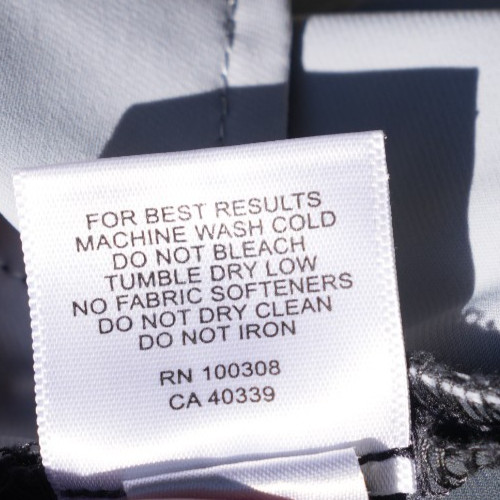 FOR BEST RESULTS
MACHINE WASH COLD
DO NOT BLEACH
TUMBLE DRY LOW
NO FABRIC SOFTENERS
DO NOT DRY CLEAN
DO NOT IRON
RN 100308
CA 40339